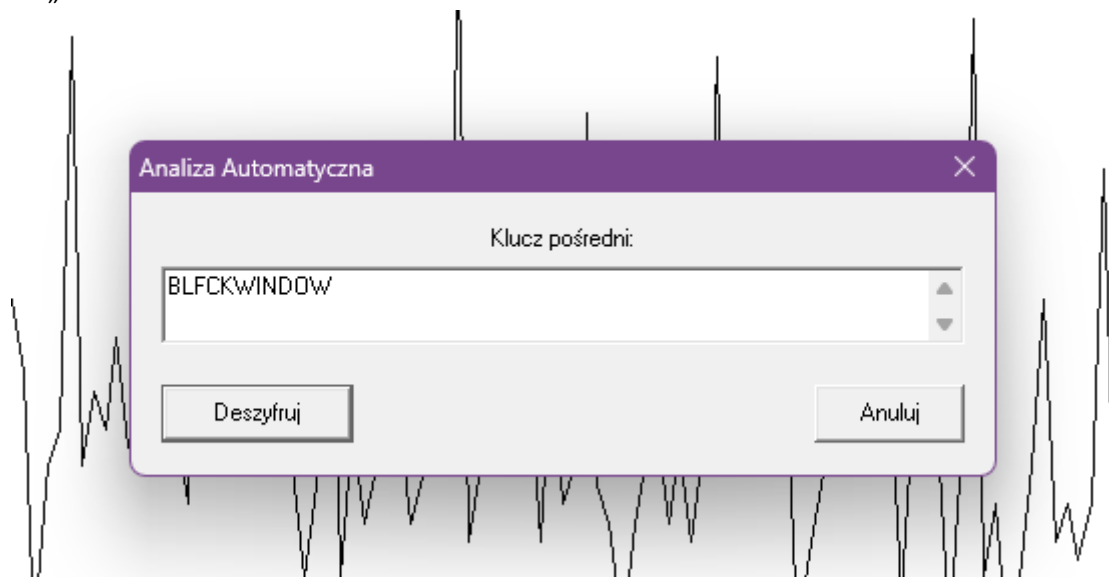 „
Analiza Automatyczna
Klucz pośredni:
BLFCKWINDOW
Deszyfruj
Anuluj